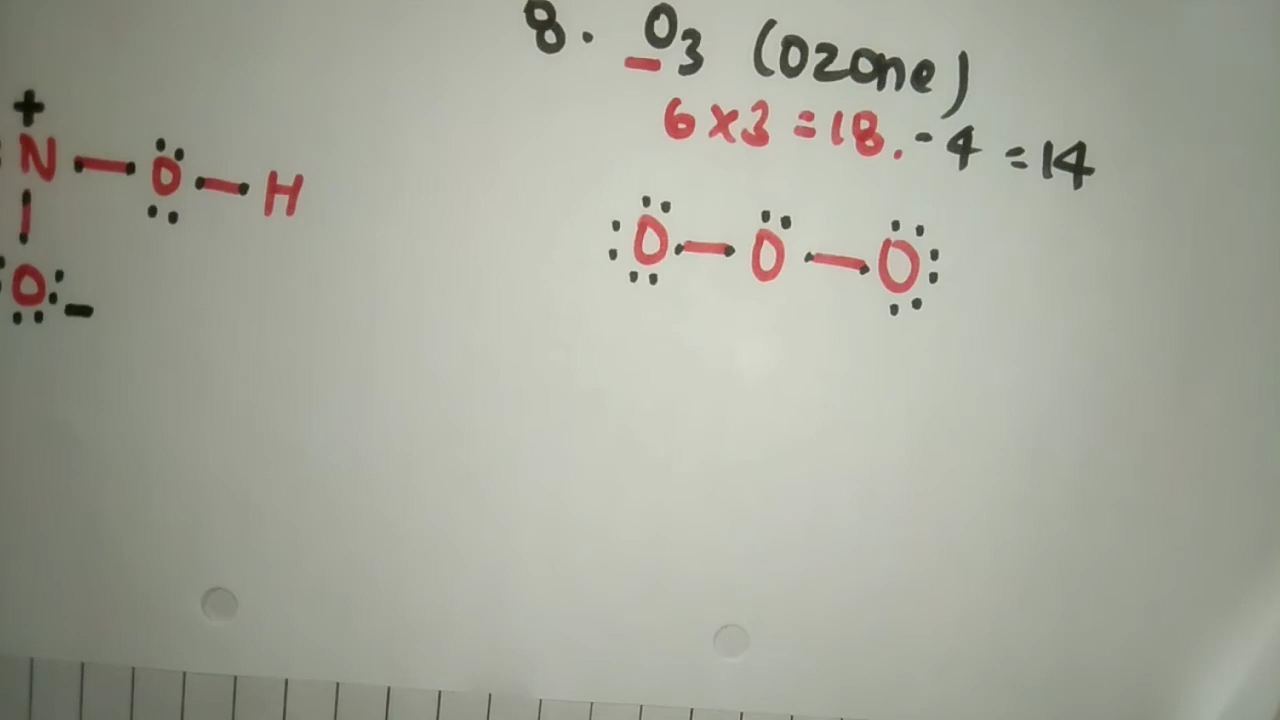 8. O3 (Ozone)
6 x 3 = 18. - 4 = 14
+
N — O — H
O — O — O
O -